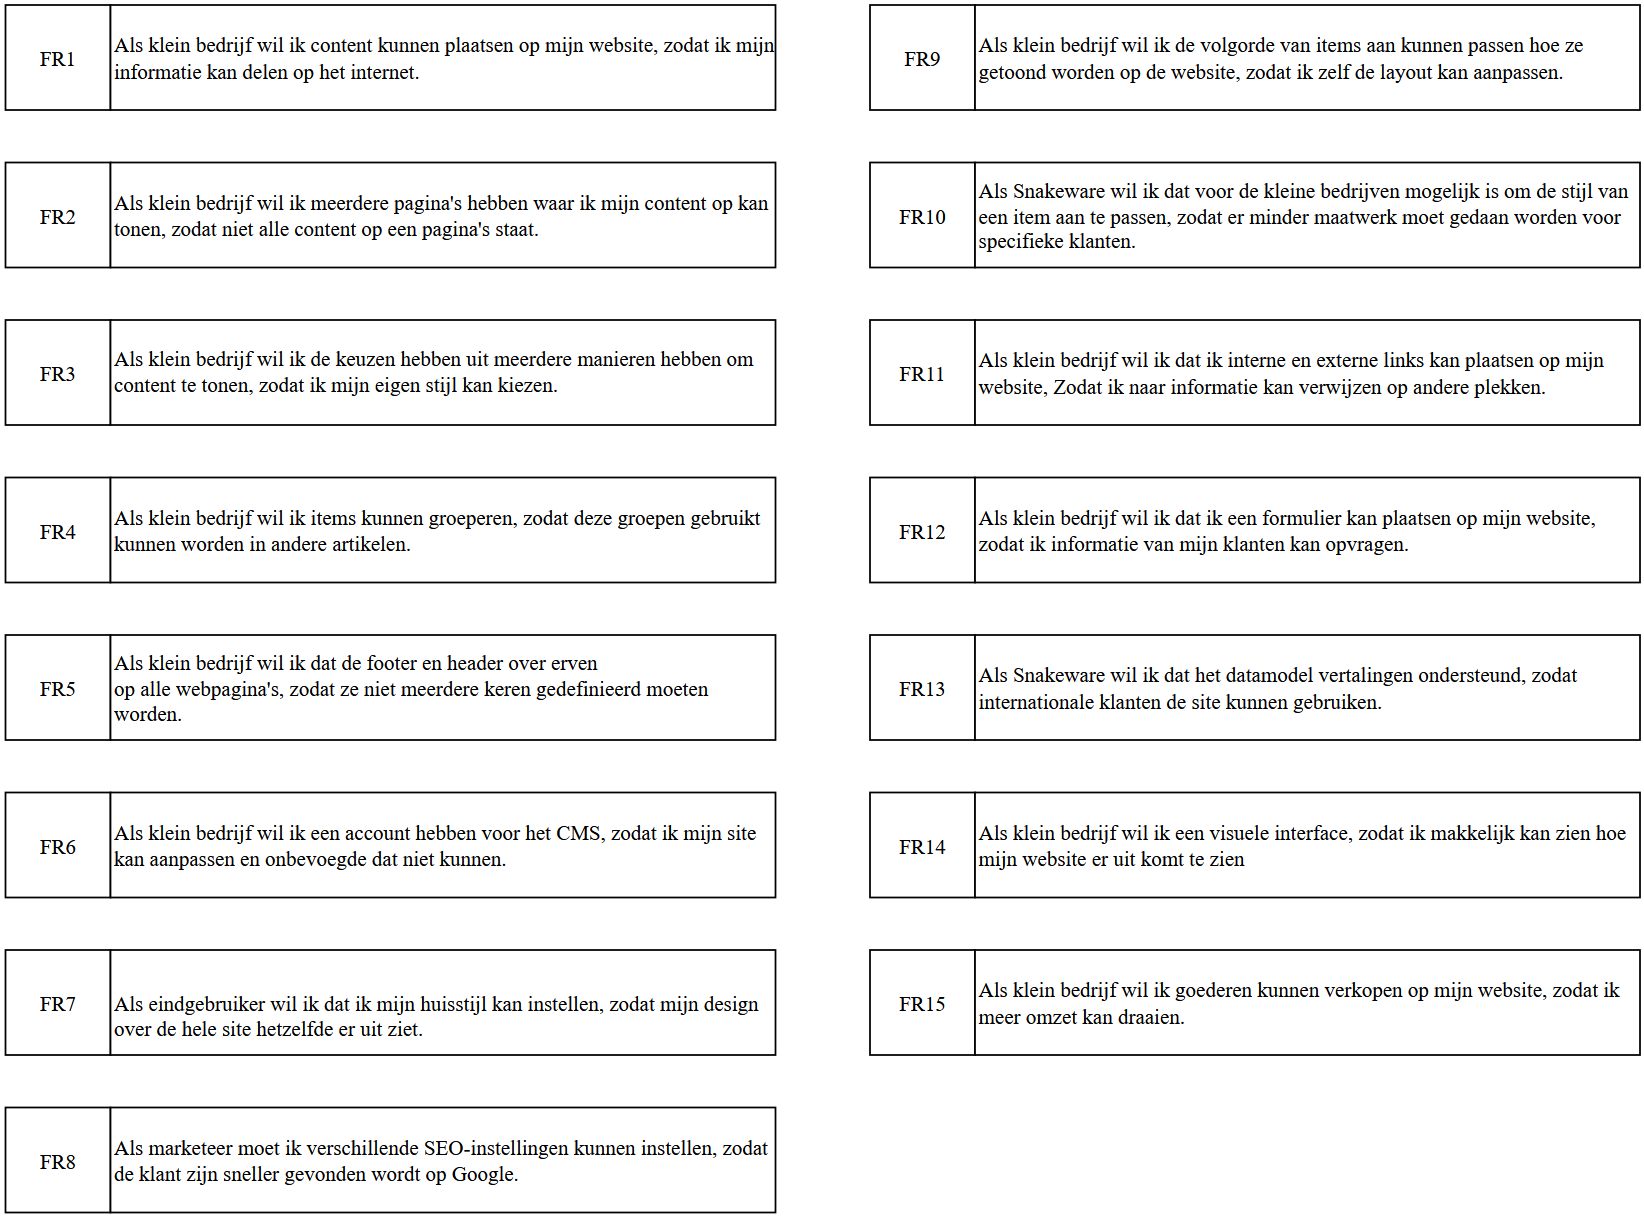 FR1
Als klein bedrijf wil ik content kunnen plaatsen op mijn website, zodat ik mijn
informatie kan delen op het internet.
FR2
Als klein bedrijf wil ik meerdere pagina's hebben waar ik mijn content op kan
tonen, zodat niet alle content op een pagina's staat.
FR3
Als klein bedrijf wil ik de keuzen hebben uit meerdere manieren hebben om
content te tonen, zodat ik mijn eigen stijl kan kiezen.
FR4
Als klein bedrijf wil ik items kunnen groeperen, zodat deze groepen gebruikt
kunnen worden in andere artikelen.
FR5
Als klein bedrijf wil ik dat de footer en header over erven
op alle webpagina's, zodat ze niet meerdere keren gedefinieerd moeten
worden.
FR6
Als klein bedrijf wil ik een account hebben voor het CMS, zodat ik mijn site
kan aanpassen en onbevoegde dat niet kunnen.
FR7
Als eindgebruiker wil ik dat ik mijn huisstijl kan instellen, zodat mijn design
over de hele site hetzelfde er uit ziet.
FR8
Als marketeer moet ik verschillende SEO-instellingen kunnen instellen, zodat
de klant zijn sneller gevonden wordt op Google.
FR9
Als klein bedrijf wil ik de volgorde van items aan kunnen passen hoe ze
getoond worden op de website, zodat ik zelf de layout kan aanpassen.
FR10
Als Snakeware wil ik dat voor de kleine bedrijven mogelijk is om de stijl van
een item aan te passen, zodat er minder maatwerk moet gedaan worden voor
specifieke klanten.
FR11
Als klein bedrijf wil ik dat ik interne en externe links kan plaatsen op mijn
website, Zodat ik naar informatie kan verwijzen op andere plekken.
FR12
Als klein bedrijf wil ik dat ik een formulier kan plaatsen op mijn website,
zodat ik informatie van mijn klanten kan opvragen.
FR13
Als Snakeware wil ik dat het datamodel vertalingen ondersteund, zodat
internationale klanten de site kunnen gebruiken.
FR14
Als klein bedrijf wil ik een visuele interface, zodat ik makkelijk kan zien hoe
mijn website er uit komt te zien
FR15
Als klein bedrijf wil ik goederen kunnen verkopen op mijn website, zodat ik
meer omzet kan draaien.